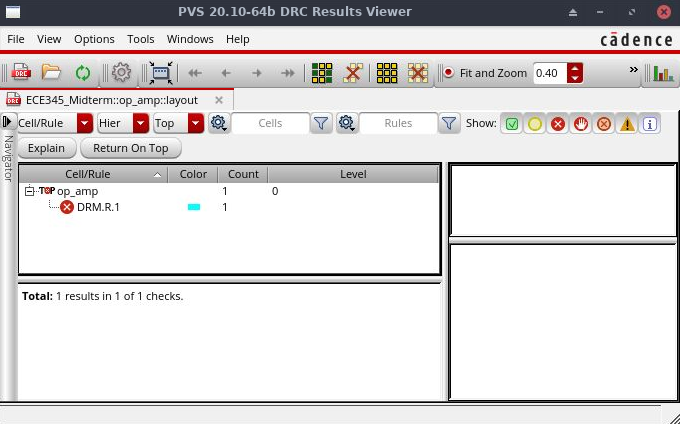 PVS 20.10-64b DRC Results Viewer
File View Options Tools Windows Help
cādence
DRC Fit and Zoom 0.40 »
DRC ECE345_Midterm::op_amp::layout
Cell/Rule Hier Top Cells Rules Show:
Navigator
Explain Return On Top
Cell/Rule Color Count Level
TOP op_amp 1 0
DRM.R.1 1
Total: 1 results in 1 of 1 checks.